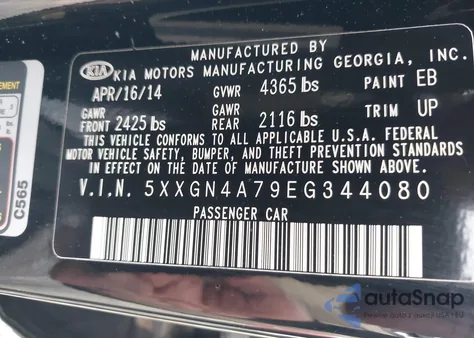 MANUFACTURED BY
KIA KIA MOTORS MANUFACTURING GEORGIA, INC.
APR/16/14 GVWR 4365 lbs PAINT EB
GAWR FRONT 2425 lbs GAWR REAR 2116 lbs TRIM UP
THIS VEHICLE CONFORMS TO ALL APPLICABLE U.S.A. FEDERAL
MOTOR VEHICLE SAFETY, BUMPER, AND THEFT PREVENTION STANDARDS
IN EFFECT ON THE DATE OF MANUFACTURE SHOWN ABOVE.
V.I.N. 5XXGN4A79EG344080
PASSENGER CAR
C565
autoSnap